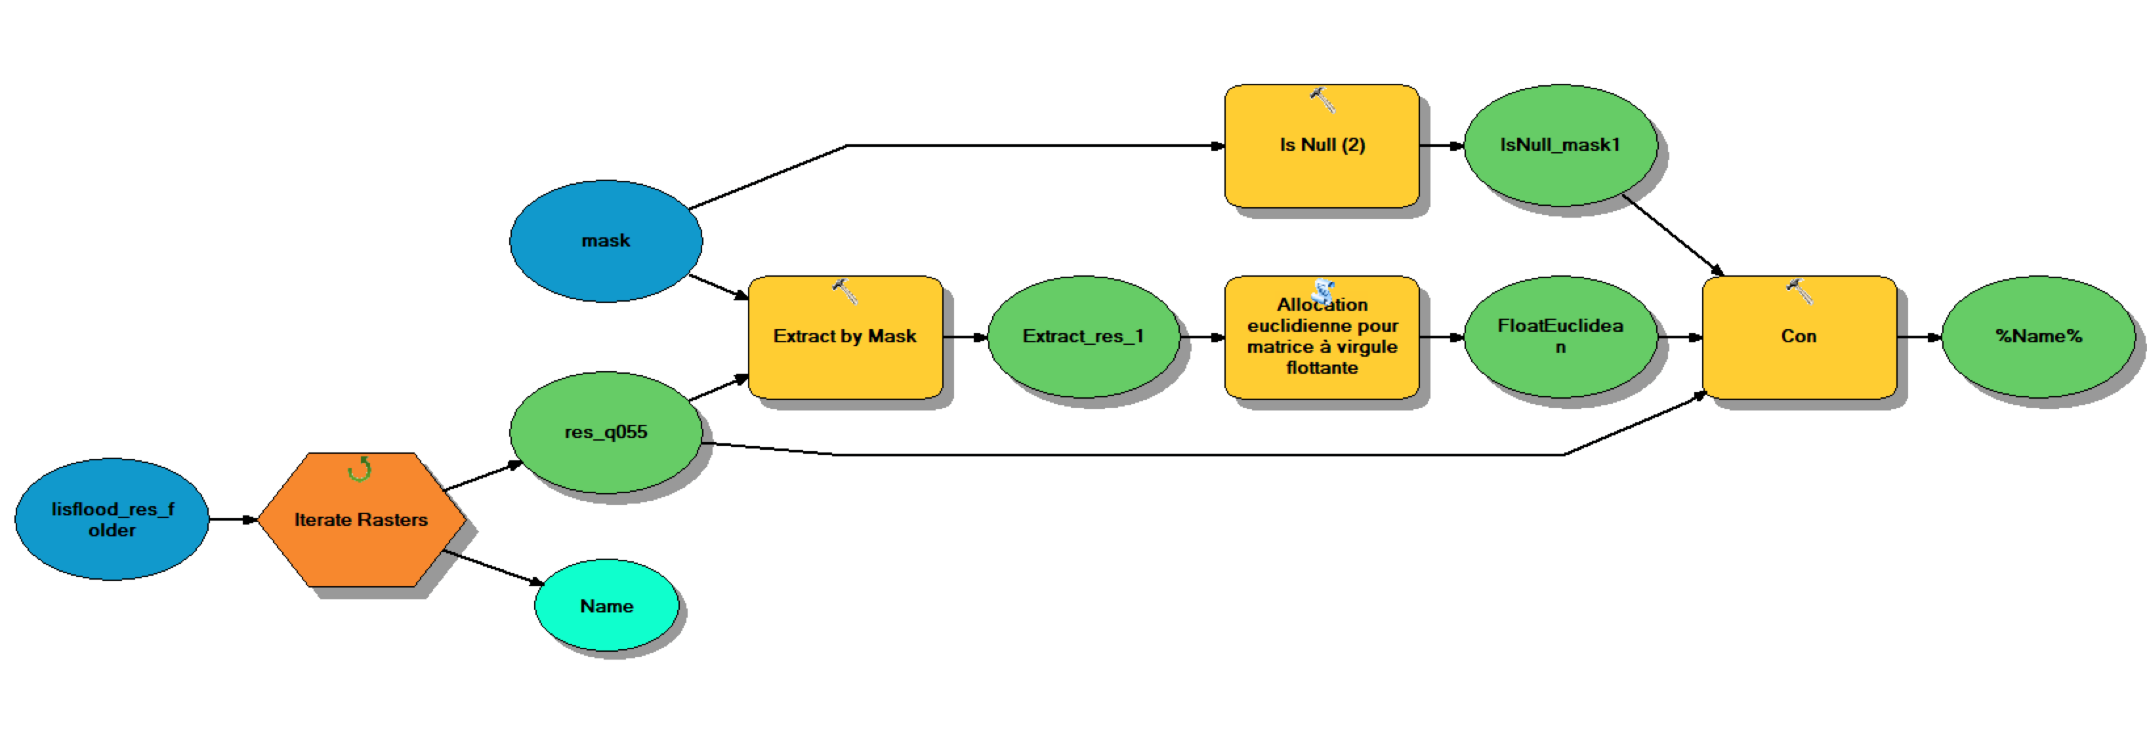 Is Null (2)
IsNull_mask1
mask
Extract by Mask
Extract_res_1
Allocation
euclidienne pour
matrice à virgule
flottante
FloatEuclidea
n
Con
%Name%
res_q055
lisflood_res_f
older
Iterate Rasters
Name